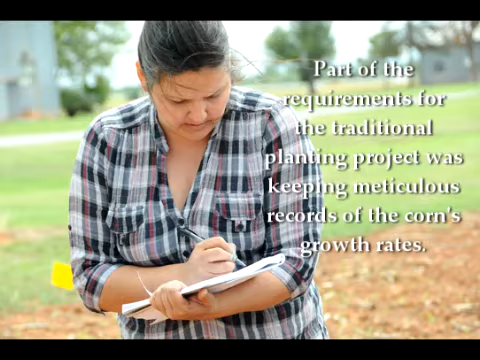 Part of the
requirements for
the traditional
planting project was
keeping meticulous
records of the corn's
growth rates.